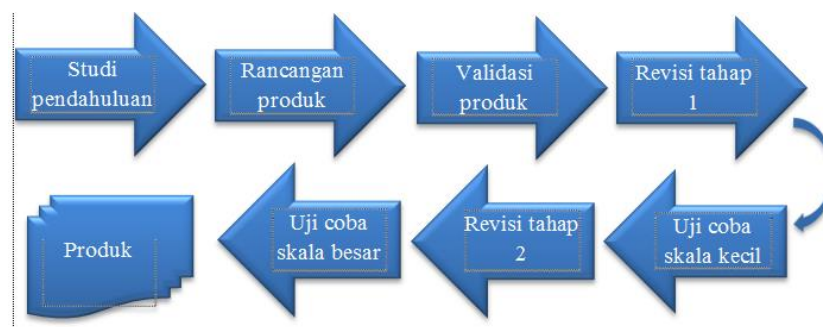 Studi
pendahuluan
Rancangan
produk
Validasi
produk
Revisi tahap
1
Uji coba
skala kecil
Revisi tahap
2
Uji coba
skala besar
Produk